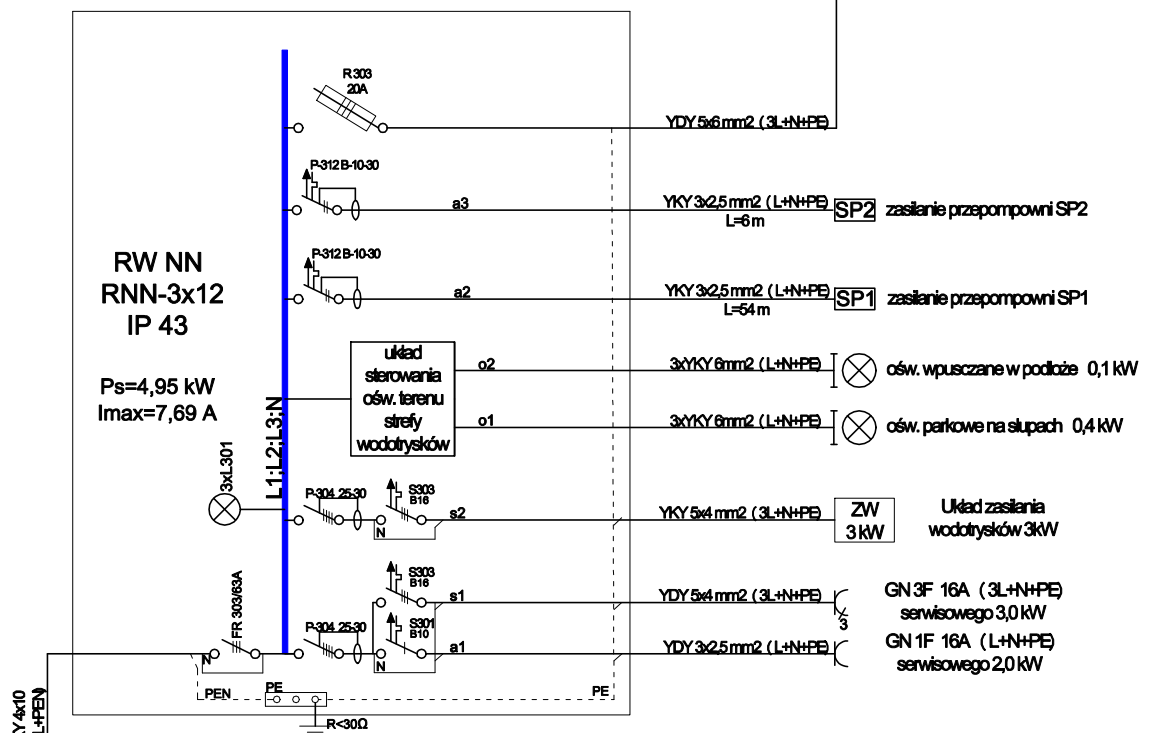 R 303
20A
YDY 5x6 mm2 ( 3L+N+PE)
P-312 B-10-30
a3
YKY 3x2,5 mm2 ( L+N+PE)
L=6 m
SP2
zasilanie przepompowni SP2
P-312 B-10-30
a2
YKY 3x2,5 mm2 ( L+N+PE)
L=54 m
SP1
zasilanie przepompowni SP1
RW NN
RNN-3x12
IP 43
Ps=4,95 kW
Imax=7,69 A
L1;L2;L3;N
układ
sterowania
ośw. terenu
strefy
wodotrysków
o2
3xYKY 6mm2 ( L+N+PE)
ośw. wpusczane w podłoże 0,1 kW
o1
3xYKY 6mm2 ( L+N+PE)
ośw. parkowe na słupach 0,4 kW
3xL301
P-304 25-30
S303
B16
N
s2
YKY 5x4 mm2 ( 3L+N+PE)
ZW
3 kW
Układ zasilania
wodotrysków 3kW
S303
B16
s1
YDY 5x4 mm2 ( 3L+N+PE)
3
GN 3F 16A ( 3L+N+PE)
serwisowego 3,0 kW
FR 303/63A
N
P-304 25-30
S301
B10
N
a1
YDY 3x2,5 mm2 ( L+N+PE)
GN 1F 16A ( L+N+PE)
serwisowego 2,0 kW
PEN
PE
PE
R<30Ω
4x10
L+PEN)